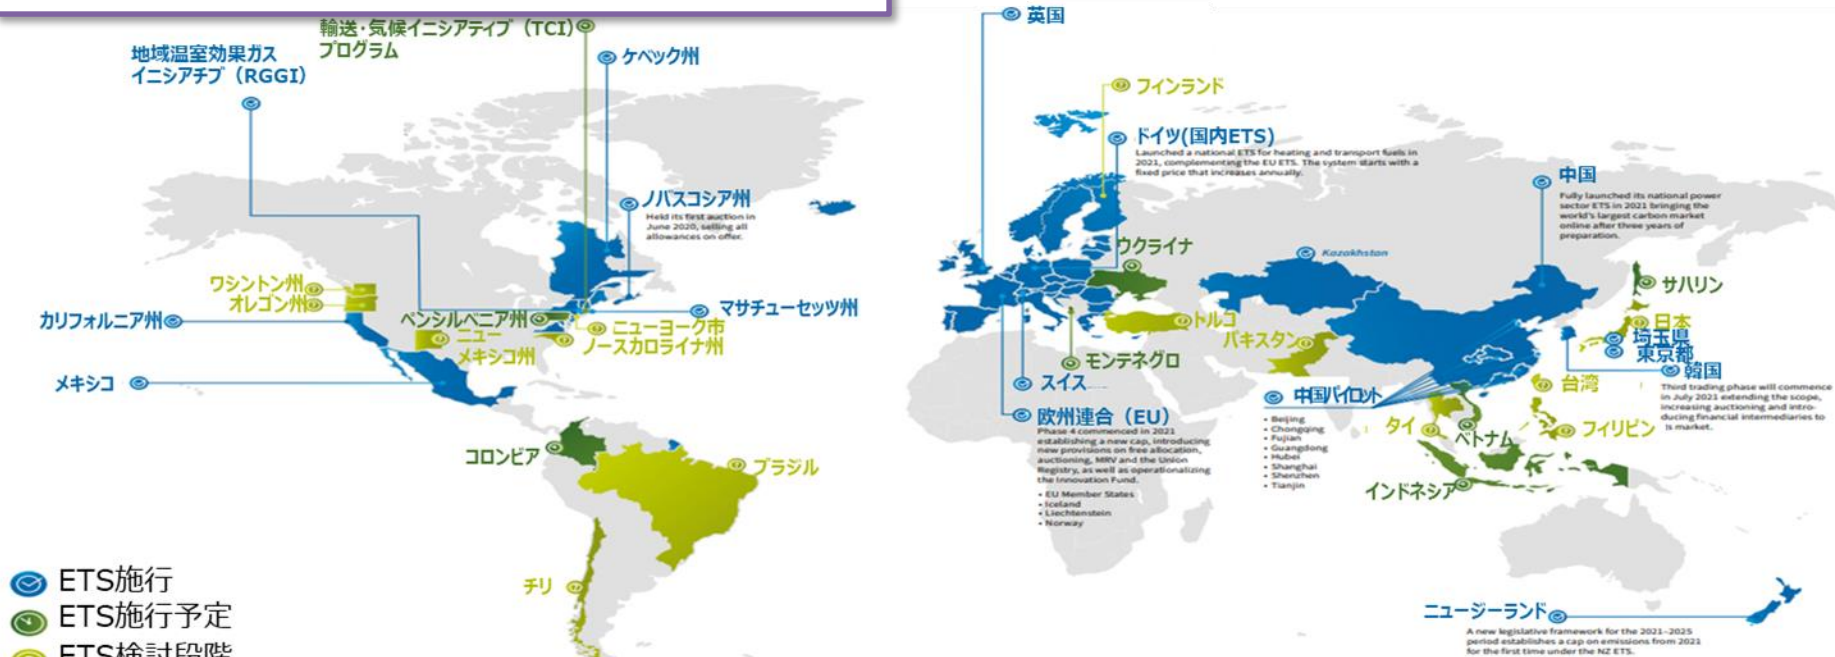 輸送・気候イニシアティブ（TCI）
プログラム
地域温室効果ガス
イニシアチブ（RGGI）
ケベック州
ノバスコシア州
Held its first auction in
June 2020, selling all
allowances on offer.
ワシントン州
オレゴン州
カリフォルニア州
ペンシルベニア州
ニュー
メキシコ州
マサチューセッツ州
ニューヨーク市
ノースカロライナ州
メキシコ
コロンビア
ブラジル
チリ
ETS施行
ETS施行予定
ETS検討段階
英国
フィンランド
ドイツ(国内ETS)
Launched a national ETS for heating and transport fuels in
2021, complementing the EU ETS. The system starts with a
fixed price that increases annually.
中国
Fully launched its national power
sector ETS in 2021 bringing the
world's largest carbon market
online after three years of
preparation.
ウクライナ
Kazakhstan
サハリン
トルコ
パキスタン
日本
埼玉県
東京都
韓国
Third trading phase will commence
in July 2021 extending the scope,
increasing auctioning and intro-
ducing financial intermediaries to
is market.
モンテネグロ
スイス
欧州連合（EU）
Phase 4 commenced in 2021
establishing a new cap, introducing
new provisions on free allocation,
auctioning, MRV and the Union
Registry, as well as operationalizing
the Innovation Fund.
• EU Member States
• Iceland
• Liechtenstein
• Norway
中国パイロット
• Beijing
• Chongqing
• Fujian
• Guangdong
• Hubei
• Shanghai
• Shenzhen
• Tianjin
台湾
タイ
ベトナム
フィリピン
インドネシア
ニュージーランド
A new legislative framework for the 2021–2025
period establishes a cap on emissions from 2021
for the first time under the NZ ETS.